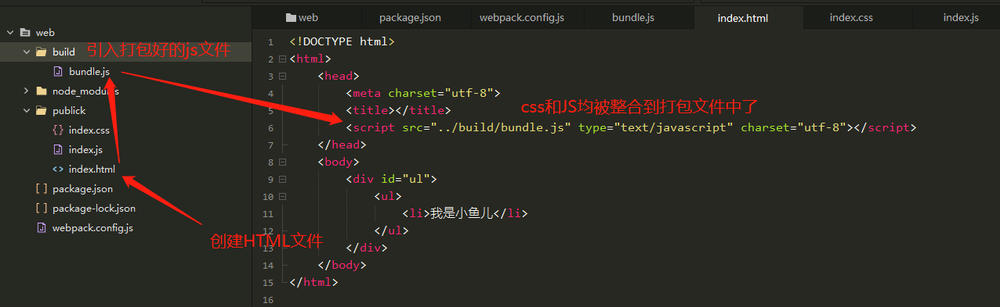 web package.json webpack.config.js bundle.js index.html index.css index.js
web
build 引入打包好的js文件
bundle.js
node_modules
publick
index.css
index.js
index.html
package.json
package-lock.json
webpack.config.js
创建HTML文件
css和JS均被整合到打包文件中了
1 <!DOCTYPE html>
2 <html>
3 <head>
4 <meta charset="utf-8">
5 <title></title>
6 <script src="../build/bundle.js" type="text/javascript" charset="utf-8"></script>
7 </head>
8 <body>
9 <div id="ul">
10 <ul>
11 <li>我是小鱼儿</li>
12 </ul>
13 </div>
14 </body>
15 </html>
16